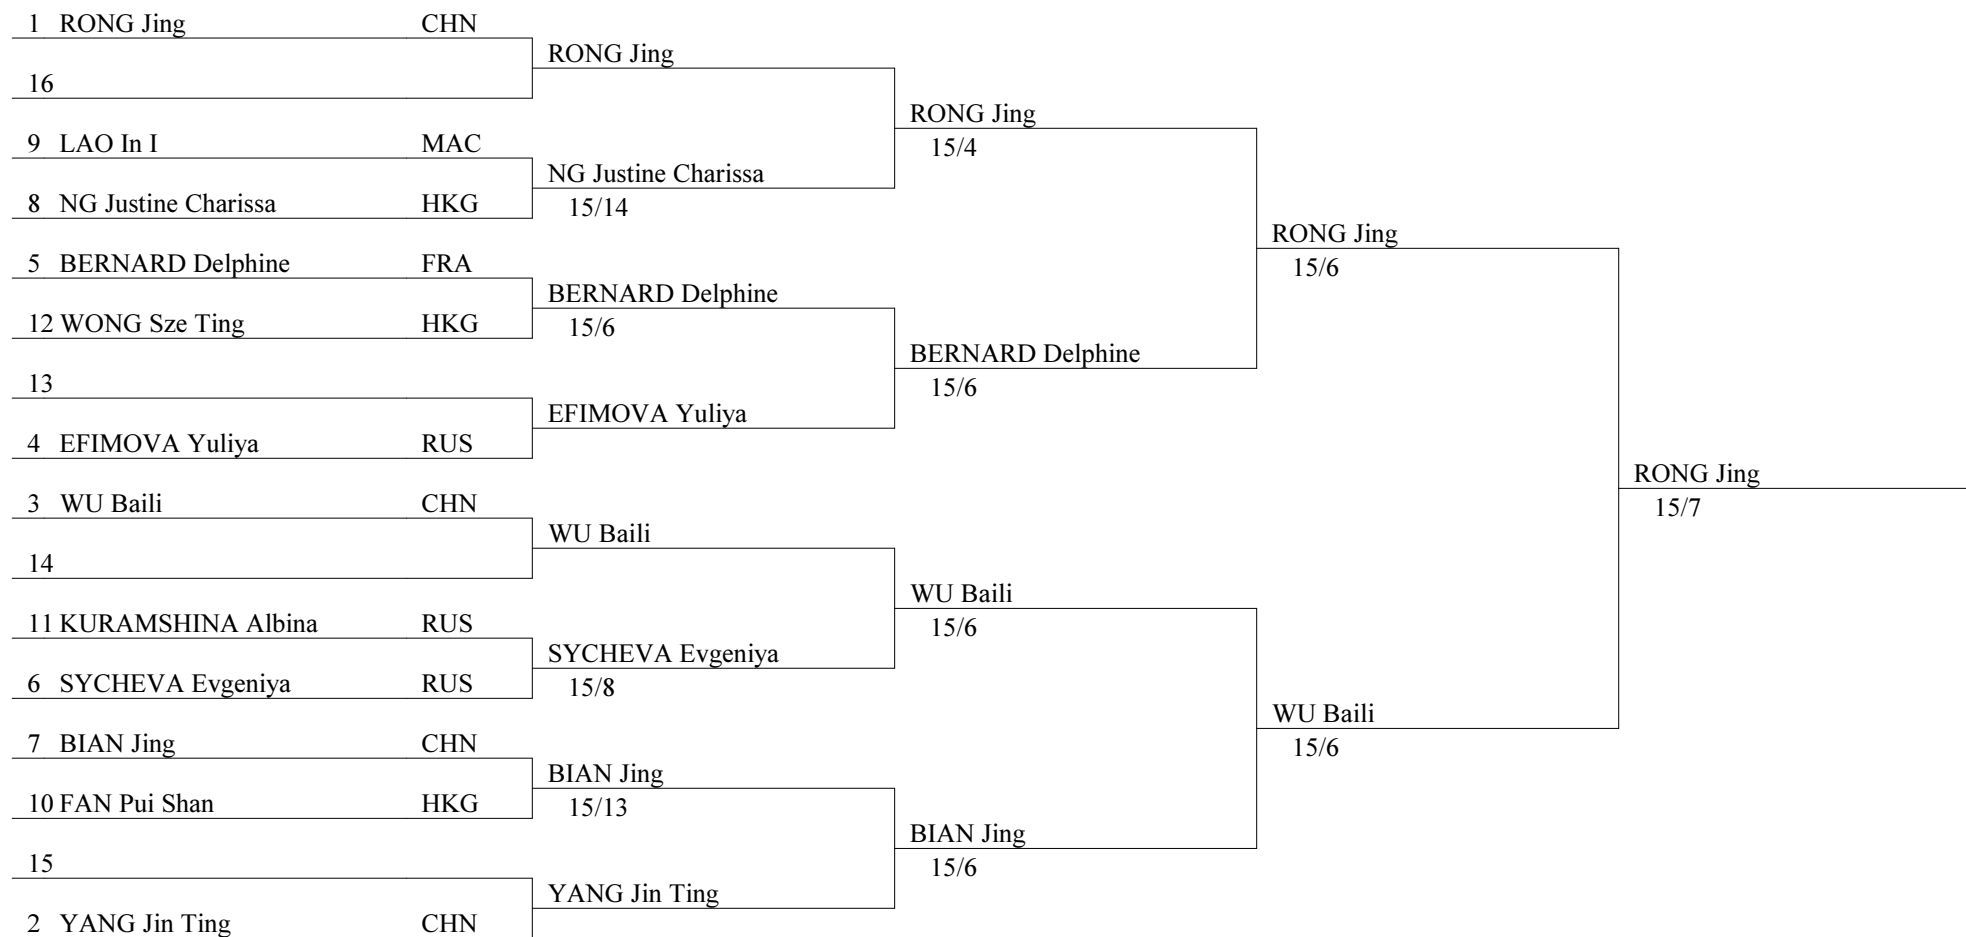 1 RONG Jing CHN
RONG Jing
16
RONG Jing
9 LAO In I MAC
15/4
NG Justine Charissa
8 NG Justine Charissa HKG
15/14
RONG Jing
5 BERNARD Delphine FRA
15/6
BERNARD Delphine
12 WONG Sze Ting HKG
15/6
BERNARD Delphine
13
15/6
EFIMOVA Yuliya
4 EFIMOVA Yuliya RUS
RONG Jing
3 WU Baili CHN
15/7
WU Baili
14
WU Baili
11 KURAMSHINA Albina RUS
15/6
SYCHEVA Evgeniya
6 SYCHEVA Evgeniya RUS
15/8
WU Baili
7 BIAN Jing CHN
15/6
BIAN Jing
10 FAN Pui Shan HKG
15/13
BIAN Jing
15
15/6
YANG Jin Ting
2 YANG Jin Ting CHN